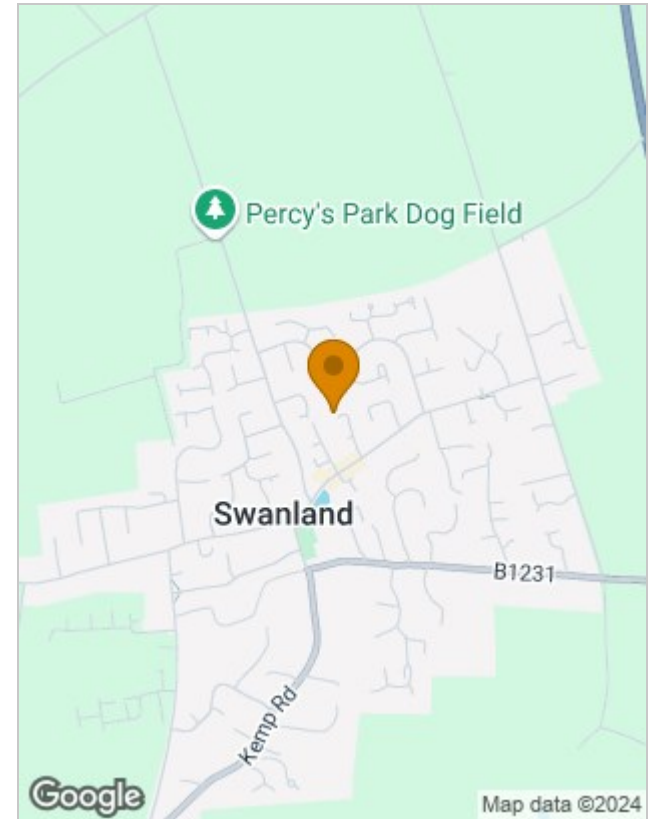 Percy's Park Dog Field
Swanland
B1231
Kemp Rd
Google
Map data ©2024